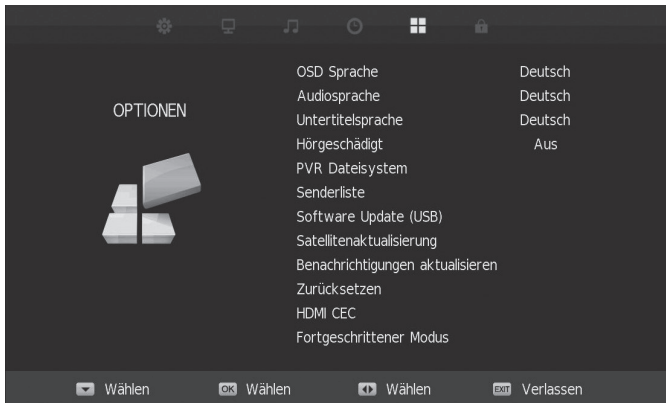 OPTIONEN
OSD Sprache Deutsch
Audiosprache Deutsch
Untertitelsprache Deutsch
Hörgeschädigt Aus
PVR Dateisystem
Senderliste
Software Update (USB)
Satellitenaktualisierung
Benachrichtigungen aktualisieren
Zurücksetzen
HDMI CEC
Fortgeschrittener Modus
Wählen OK Wählen Wählen EXIT Verlassen